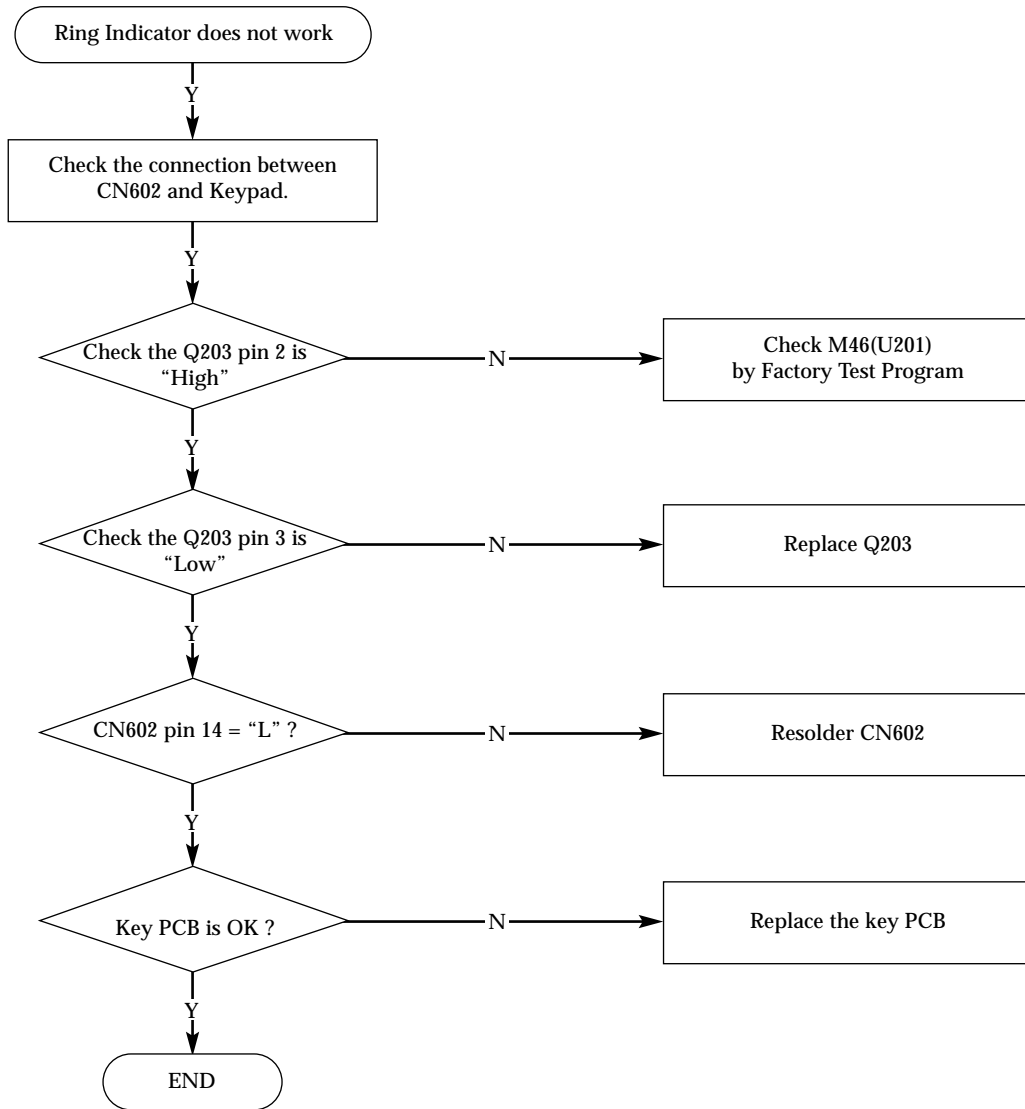 Ring Indicator does not work
Y
Check the connection between
CN602 and Keypad.
Y
Check the Q203 pin 2 is
“High”
N
Check M46(U201)
by Factory Test Program
Y
Check the Q203 pin 3 is
“Low”
N
Replace Q203
Y
CN602 pin 14 = “L” ?
N
Resolder CN602
Y
Key PCB is OK ?
N
Replace the key PCB
Y
END